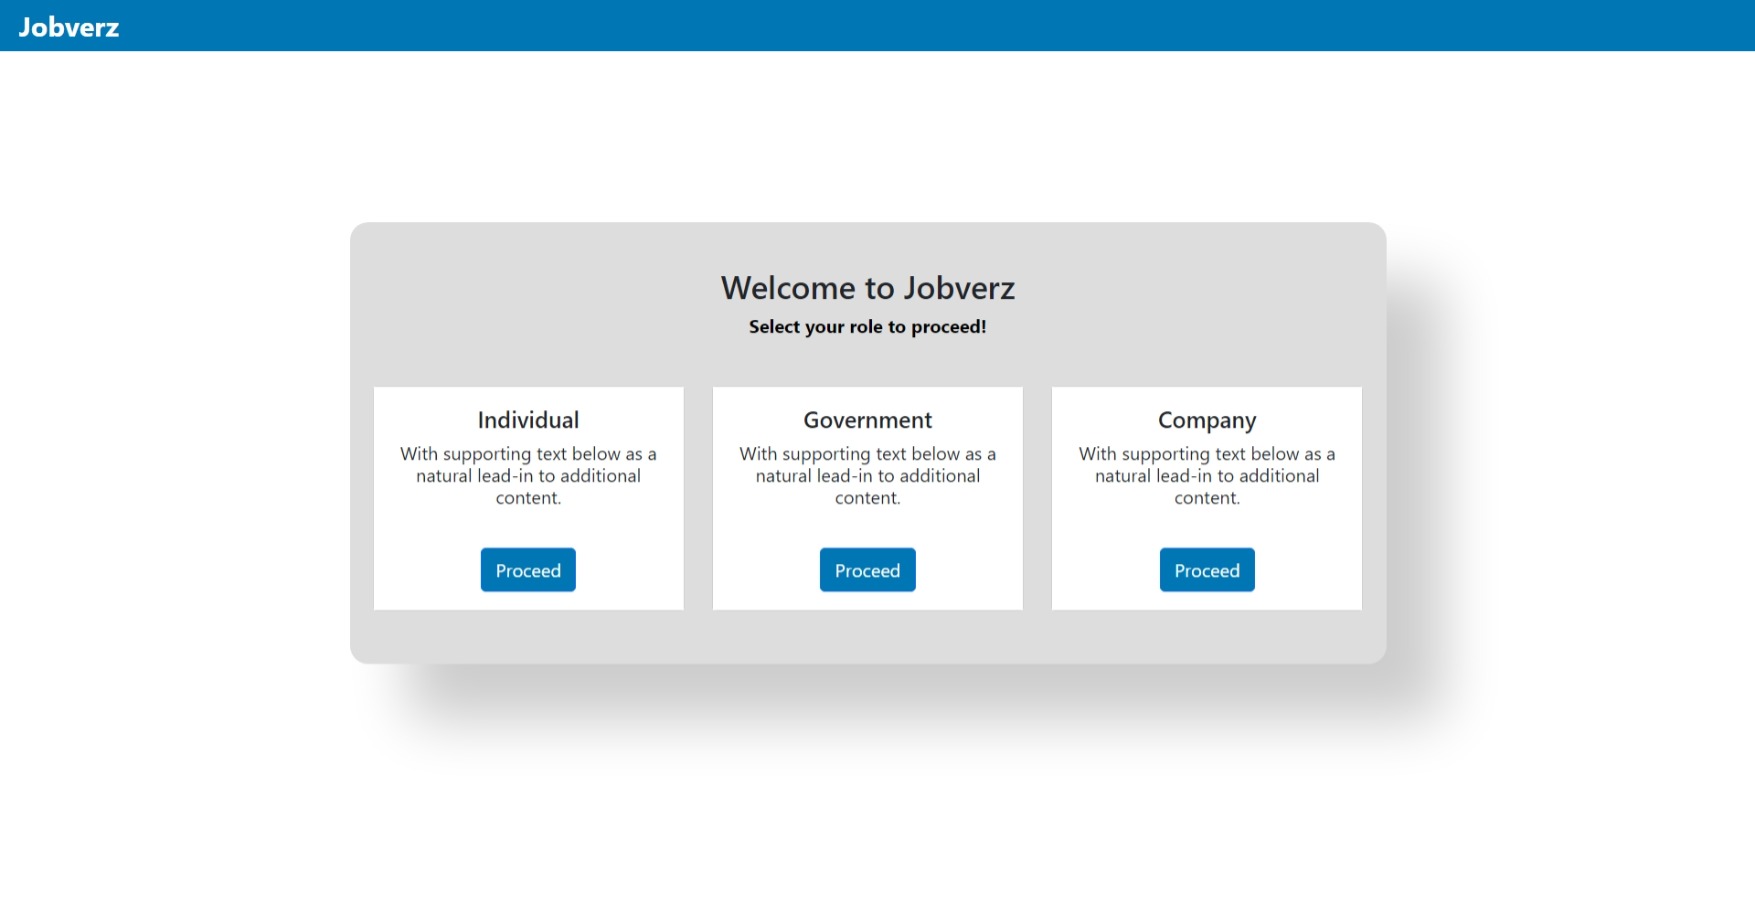 Jobverz
Welcome to Jobverz
Select your role to proceed!
Individual
With supporting text below as a
natural lead-in to additional
content.
Proceed
Government
With supporting text below as a
natural lead-in to additional
content.
Proceed
Company
With supporting text below as a
natural lead-in to additional
content.
Proceed